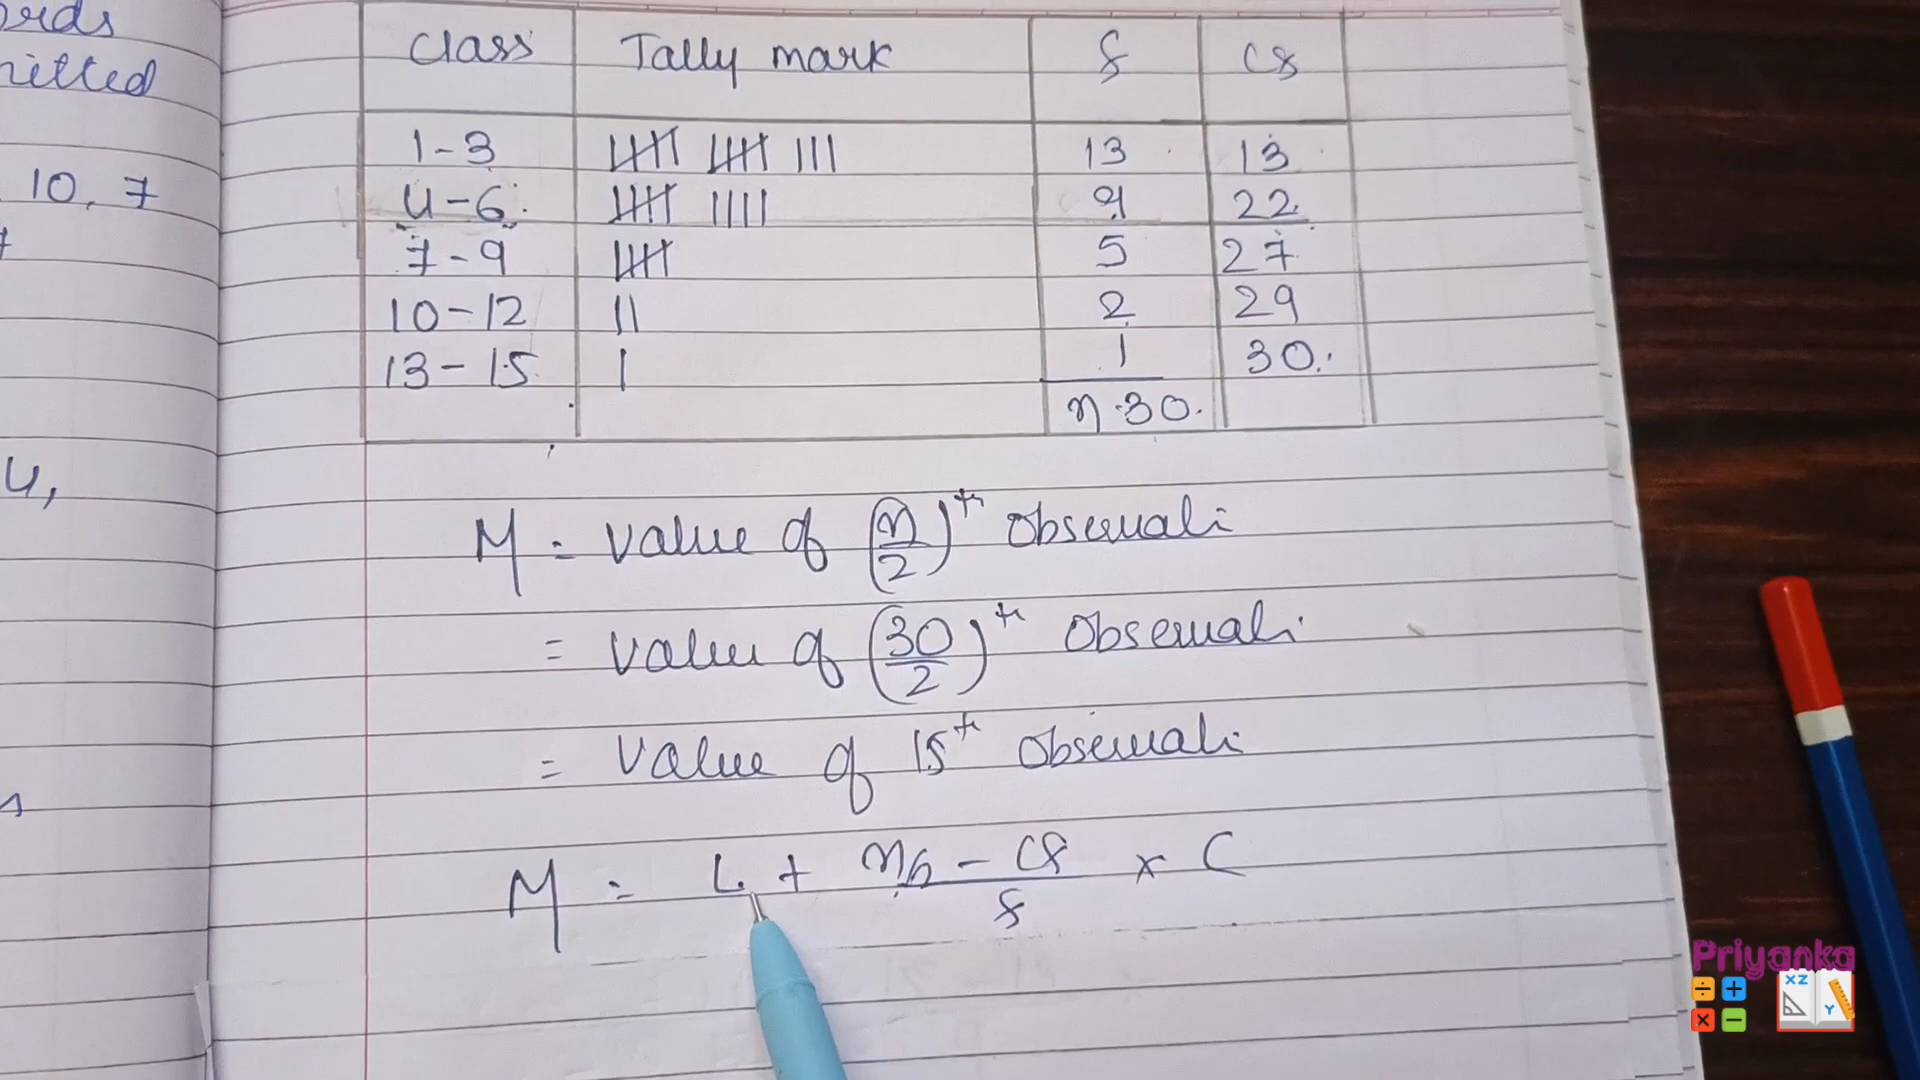 ords
10, 7
4,
Class Tally mark f cf
1-3 13 13
4-6 9 22
7-9 5 27
10-12 2 29
13-15 1 30
n 30
M = value of (n/2)th Observati
= value of (30/2)th Observati
= value of 15th Observati
M = L + n/2 - cf / f x C
Priyanka
XZ
Y